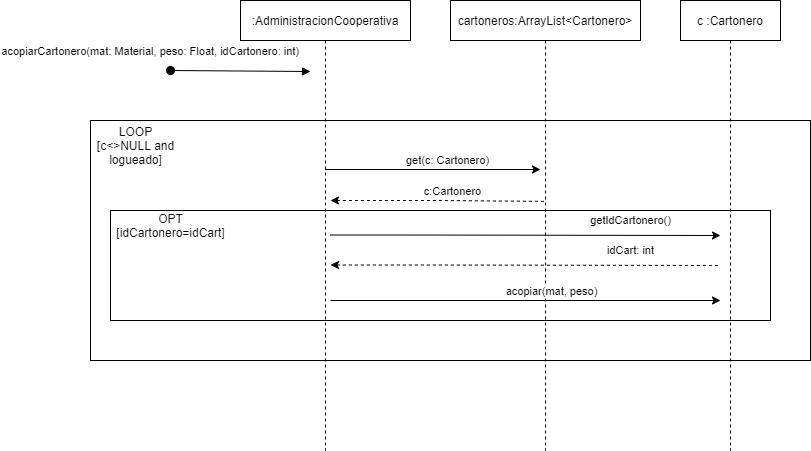 :AdministracionCooperativa
cartoneros:ArrayList<Cartonero>
c :Cartonero
acopiarCartonero(mat: Material, peso: Float, idCartonero: int)
LOOP
[c<>NULL and
logueado]
get(c: Cartonero)
c:Cartonero
OPT
[idCartonero=idCart]
getIdCartonero()
idCart: int
acopiar(mat, peso)